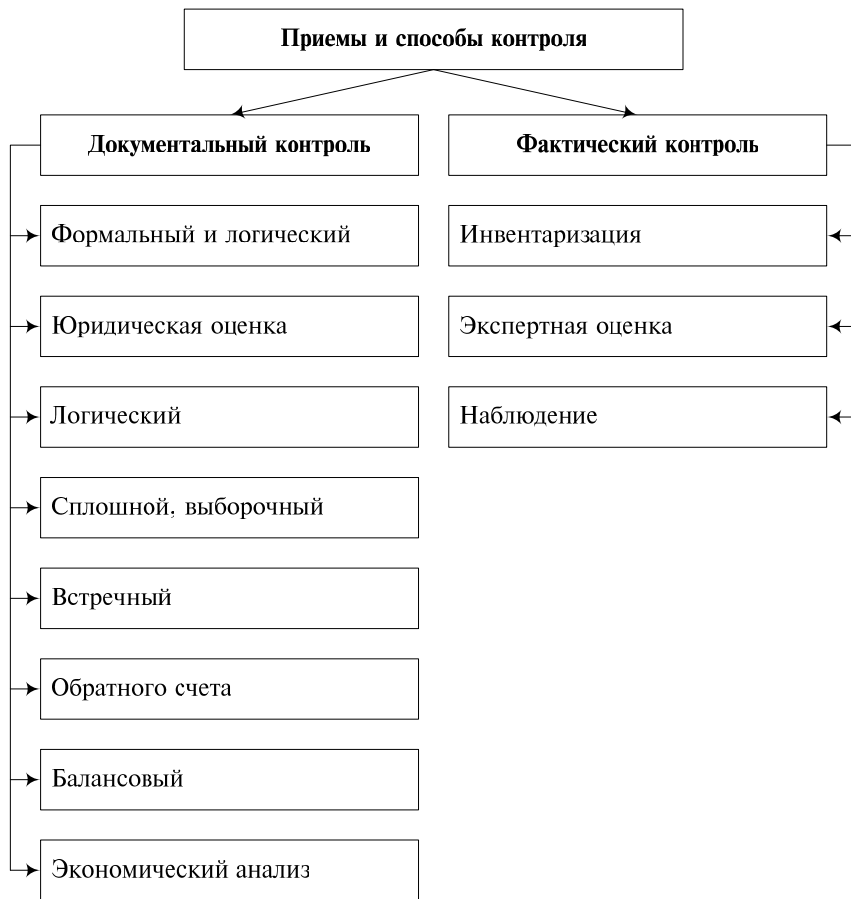 Приемы и способы контроля
Документальный контроль
Фактический контроль
Формальный и логический
Инвентаризация
Юридическая оценка
Экспертная оценка
Логический
Наблюдение
Сплошной, выборочный
Встречный
Обратного счета
Балансовый
Экономический анализ